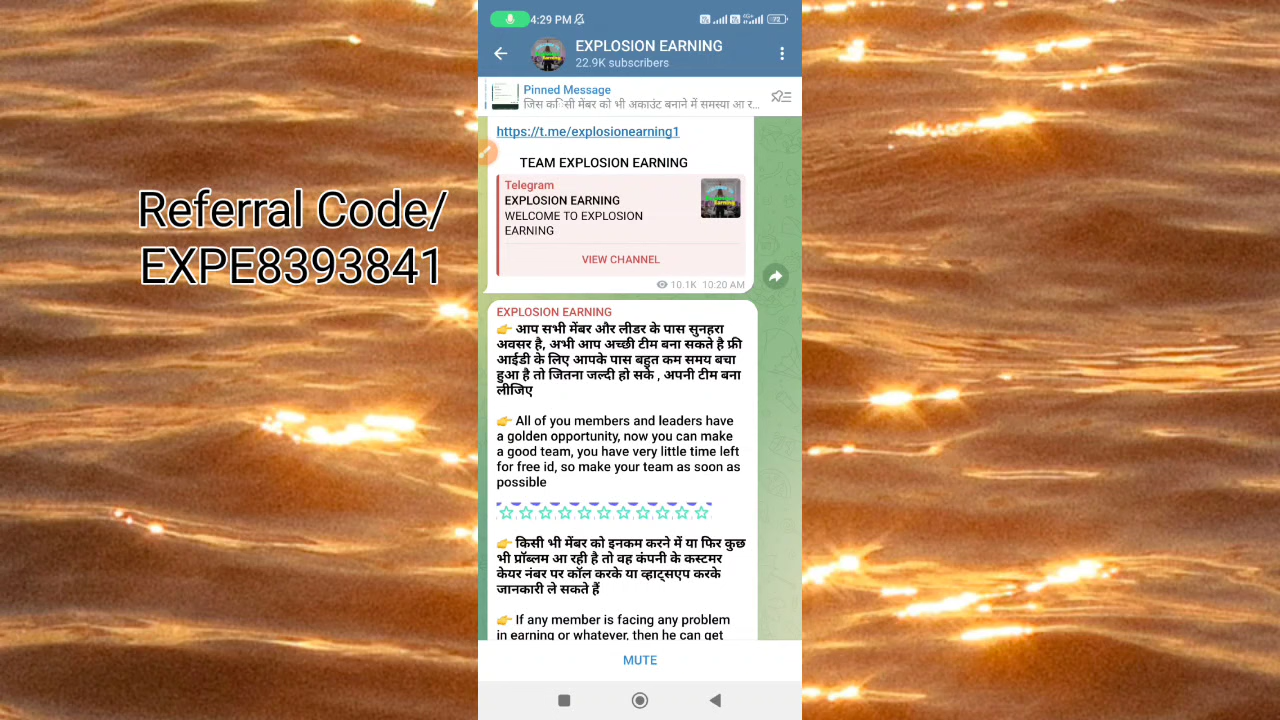 4:29 PM
EXPLOSION EARNING
22.9K subscribers
Pinned Message
जिस कि​सी मेंबर को भी अकाउंट बनाने में समस्या आ र...
https://t.me/explosionearning1
TEAM EXPLOSION EARNING
Telegram
EXPLOSION EARNING
WELCOME TO EXPLOSION
EARNING
VIEW CHANNEL
10.1K 10:20 AM
Referral Code/
EXPE8393841
EXPLOSION EARNING
👉 आप सभी मेंबर और लीडर के पास सुनहरा
अवसर है, अभी आप अच्छी टीम बना सकते है फ्री
आईडी के लिए आपके पास बहुत कम समय बचा
हुआ है तो जितना जल्दी हो सके , अपनी टीम बना
लीजिए
👉 All of you members and leaders have
a golden opportunity, now you can make
a good team, you have very little time left
for free id, so make your team as soon as
possible
👉 किसी भी मेंबर को इनकम करने में या फिर कुछ
भी प्रॉब्लम आ रही है तो वह कंपनी के कस्टमर
केयर नंबर पर कॉल करके या व्हाट्सएप करके
जानकारी ले सकते हैं
👉 If any member is facing any problem
in earning or whatever, then he can get
MUTE